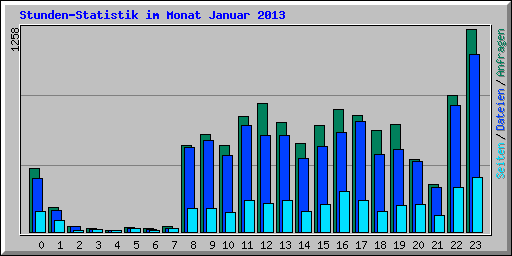 Stunden-Statistik im Monat Januar 2013
1258
Seiten/Dateien/Anfragen
0 1 2 3 4 5 6 7 8 9 10 11 12 13 14 15 16 17 18 19 20 21 22 23